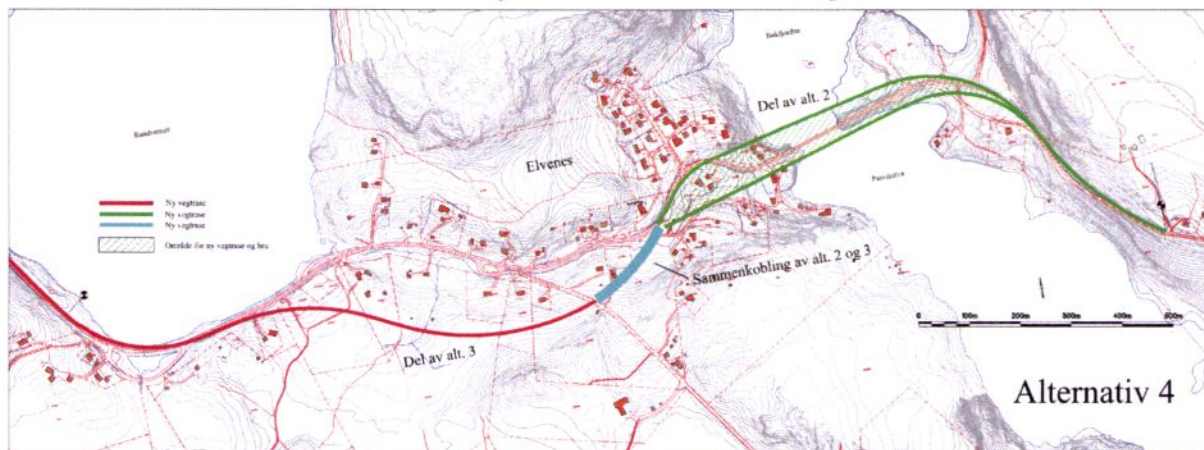 Del av alt. 2
Elvenes
Ny vegtrase
Ny vegtrase
Ny vegtrase
Område for ny vegtrase og bru
Sammenkobling av alt. 2 og 3
Del av alt. 3
0 100m 200m 300m 400m 500m
Alternativ 4